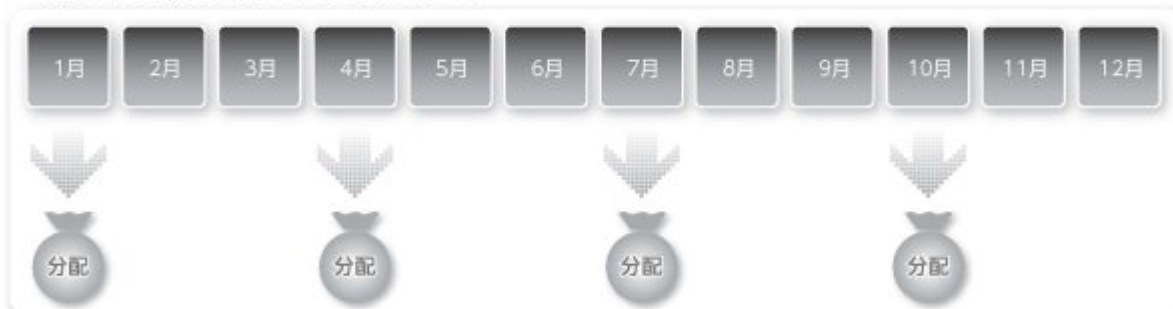 1月 2月 3月 4月 5月 6月 7月 8月 9月 10月 11月 12月
分配 分配 分配 分配